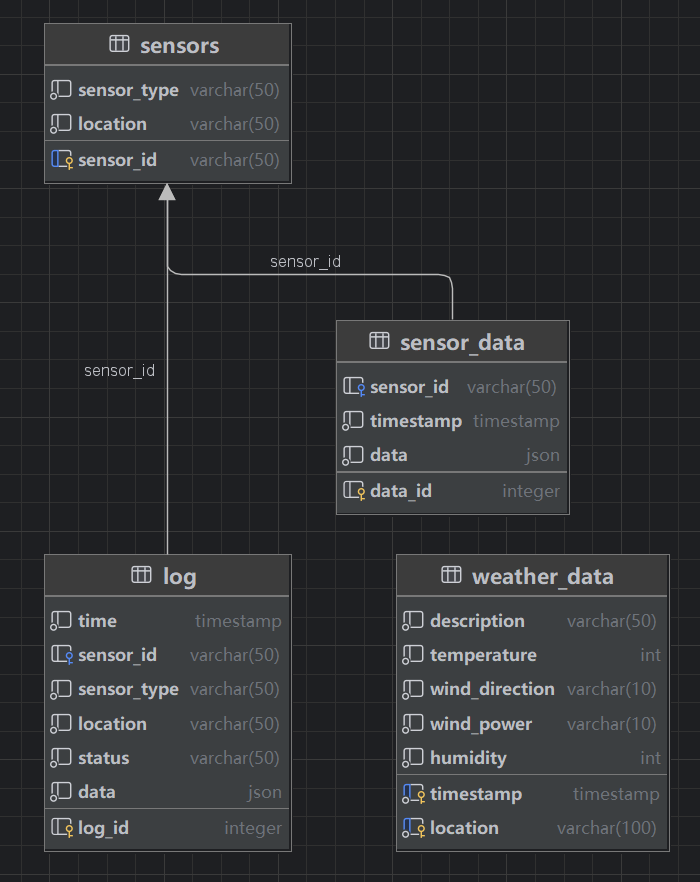 sensors
sensor_type varchar(50)
location varchar(50)
sensor_id varchar(50)
sensor_id
sensor_data
sensor_id varchar(50)
timestamp timestamp
data json
data_id integer
sensor_id
log
time timestamp
sensor_id varchar(50)
sensor_type varchar(50)
location varchar(50)
status varchar(50)
data json
log_id integer
weather_data
description varchar(50)
temperature int
wind_direction varchar(10)
wind_power varchar(10)
humidity int
timestamp timestamp
location varchar(100)